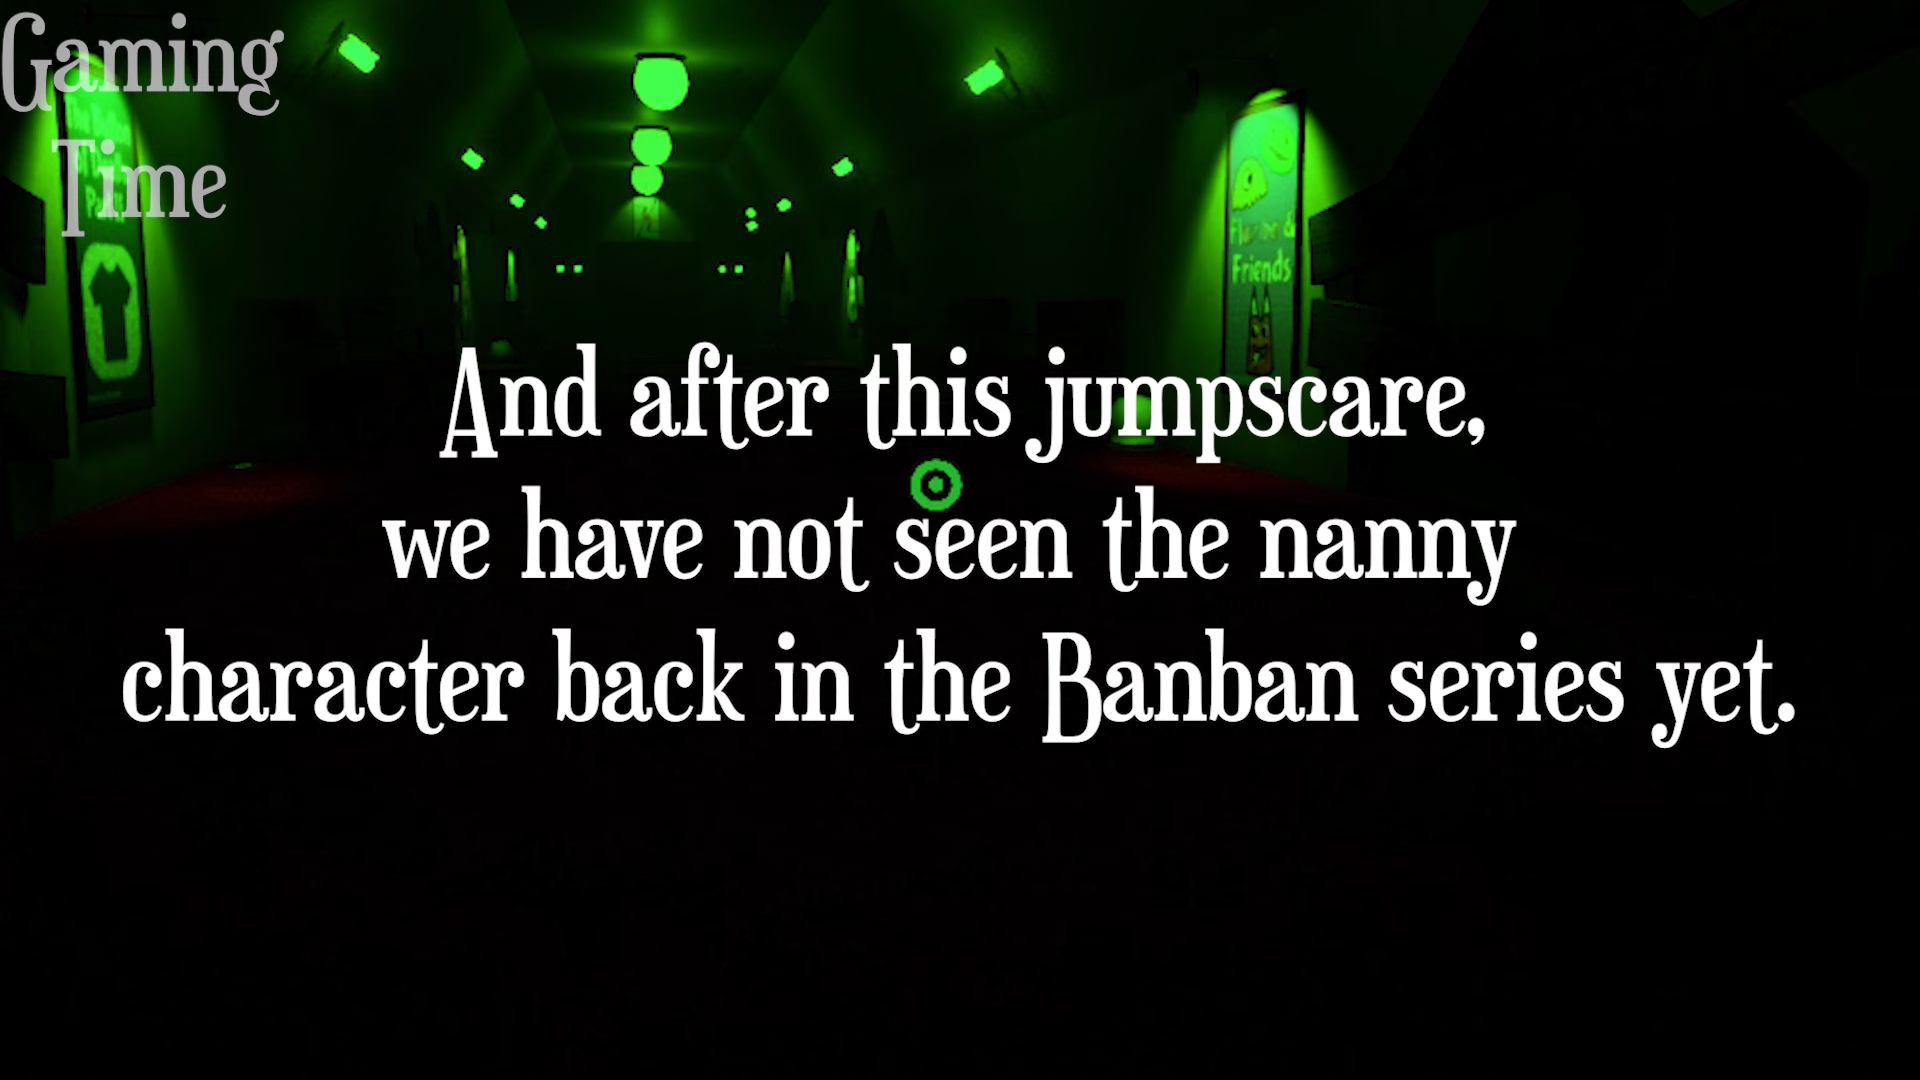 Gaming
Time
And after this jumpscare,
we have not seen the nanny
character back in the Banban series yet.
Friends